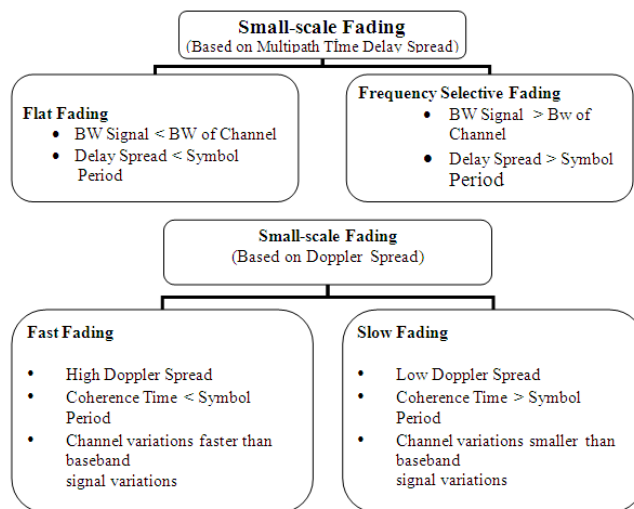 Small-scale Fading
(Based on Multipath Time Delay Spread)
Flat Fading
• BW Signal < BW of Channel
• Delay Spread < Symbol
Period
Frequency Selective Fading
• BW Signal > Bw of
Channel
• Delay Spread > Symbol
Period
Small-scale Fading
(Based on Doppler Spread)
Fast Fading
• High Doppler Spread
• Coherence Time < Symbol
Period
• Channel variations faster than
baseband
signal variations
Slow Fading
• Low Doppler Spread
• Coherence Time > Symbol
Period
• Channel variations smaller than
baseband
signal variations